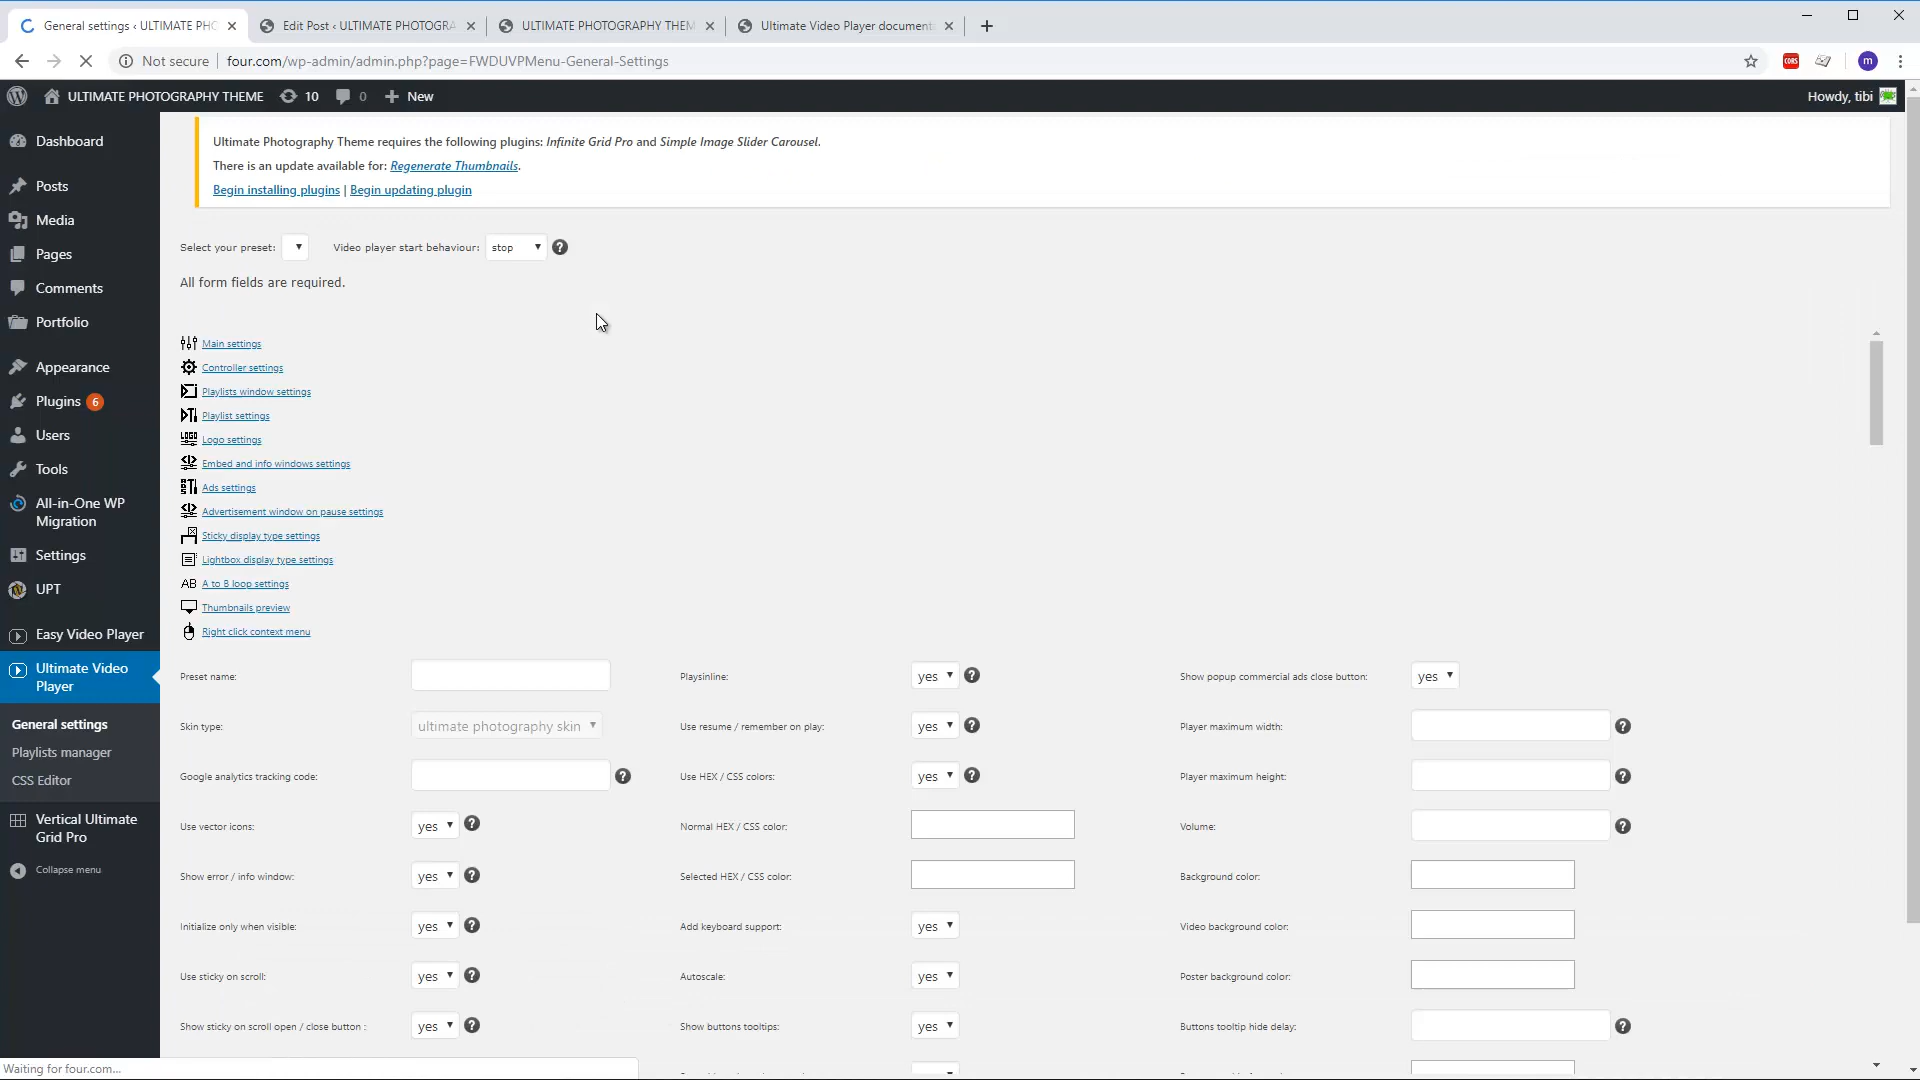 General settings ‹ ULTIMATE PHO
Edit Post ‹ ULTIMATE PHOTOGRA
ULTIMATE PHOTOGRAPHY THEM
Ultimate Video Player document
Not secure
four.com/wp-admin/admin.php?page=FWDUVPMenu-General-Settings
CORS
m
ULTIMATE PHOTOGRAPHY THEME
10
0
New
Howdy, tibi
Dashboard
Posts
Media
Pages
Comments
Portfolio
Appearance
Plugins 6
Users
Tools
All-in-One WP
Migration
Settings
UPT
Easy Video Player
Ultimate Video
Player
General settings
Playlists manager
CSS Editor
Vertical Ultimate
Grid Pro
Collapse menu
Ultimate Photography Theme requires the following plugins: Infinite Grid Pro and Simple Image Slider Carousel.
There is an update available for: Regenerate Thumbnails.
Begin installing plugins | Begin updating plugin
Select your preset:
Video player start behaviour: stop ?
All form fields are required.
Main settings
Controller settings
Playlists window settings
Playlist settings
LOGO Logo settings
Embed and info windows settings
Ads settings
Advertisement window on pause settings
Sticky display type settings
Lightbox display type settings
AB A to B loop settings
Thumbnails preview
Right click context menu
Preset name:
Playsinline: yes ?
Show popup commercial ads close button: yes
Skin type: ultimate photography skin
Use resume / remember on play: yes ?
Player maximum width: ?
Google analytics tracking code: ?
Use HEX / CSS colors: yes ?
Player maximum height: ?
Use vector icons: yes ?
Normal HEX / CSS color:
Volume: ?
Show error / info window: yes ?
Selected HEX / CSS color:
Background color:
Initialize only when visible: yes ?
Add keyboard support: yes
Video background color:
Use sticky on scroll: yes ?
Autoscale: yes
Poster background color:
Show sticky on scroll open / close button : yes ?
Show buttons tooltips: yes
Buttons tooltip hide delay: ?
Waiting for four.com...